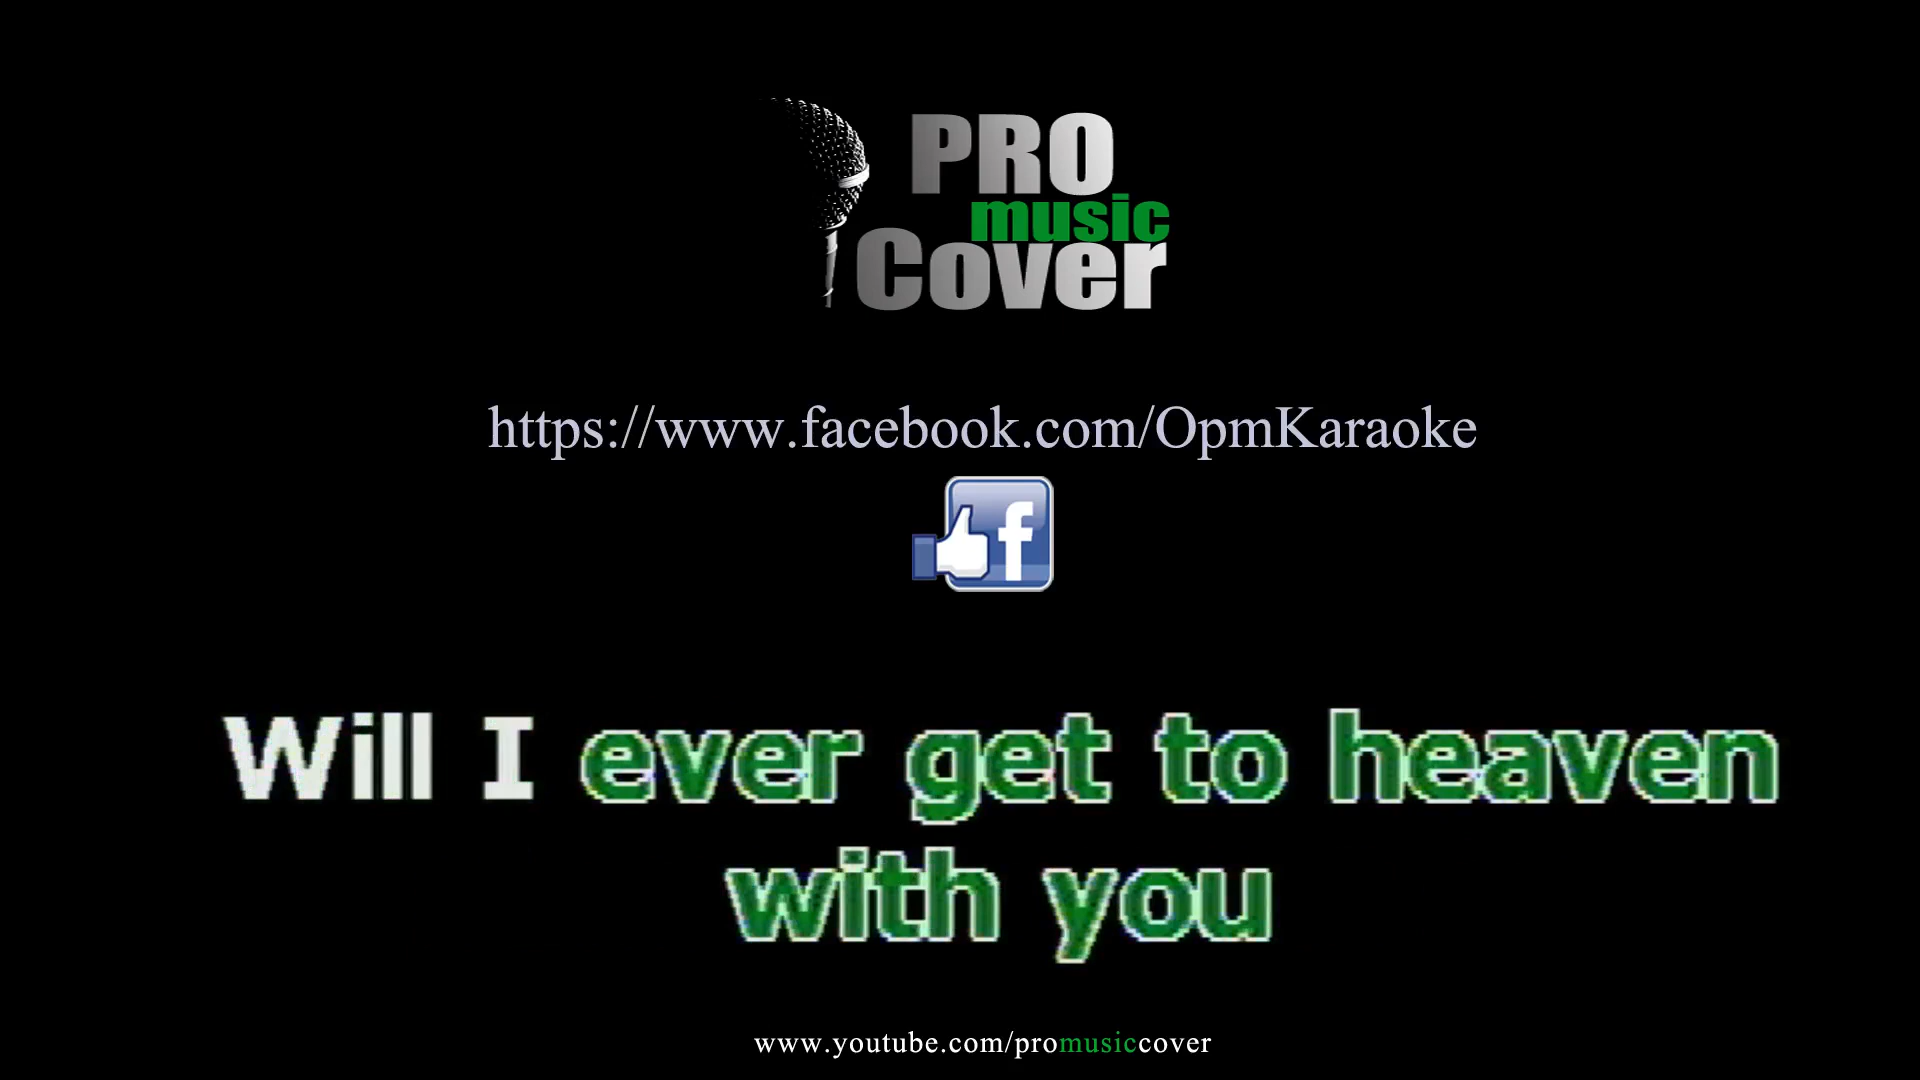 PRO
music
Cover
https://www.facebook.com/OpmKaraoke
f
Will I ever get to heaven
with you
www.youtube.com/promusiccover